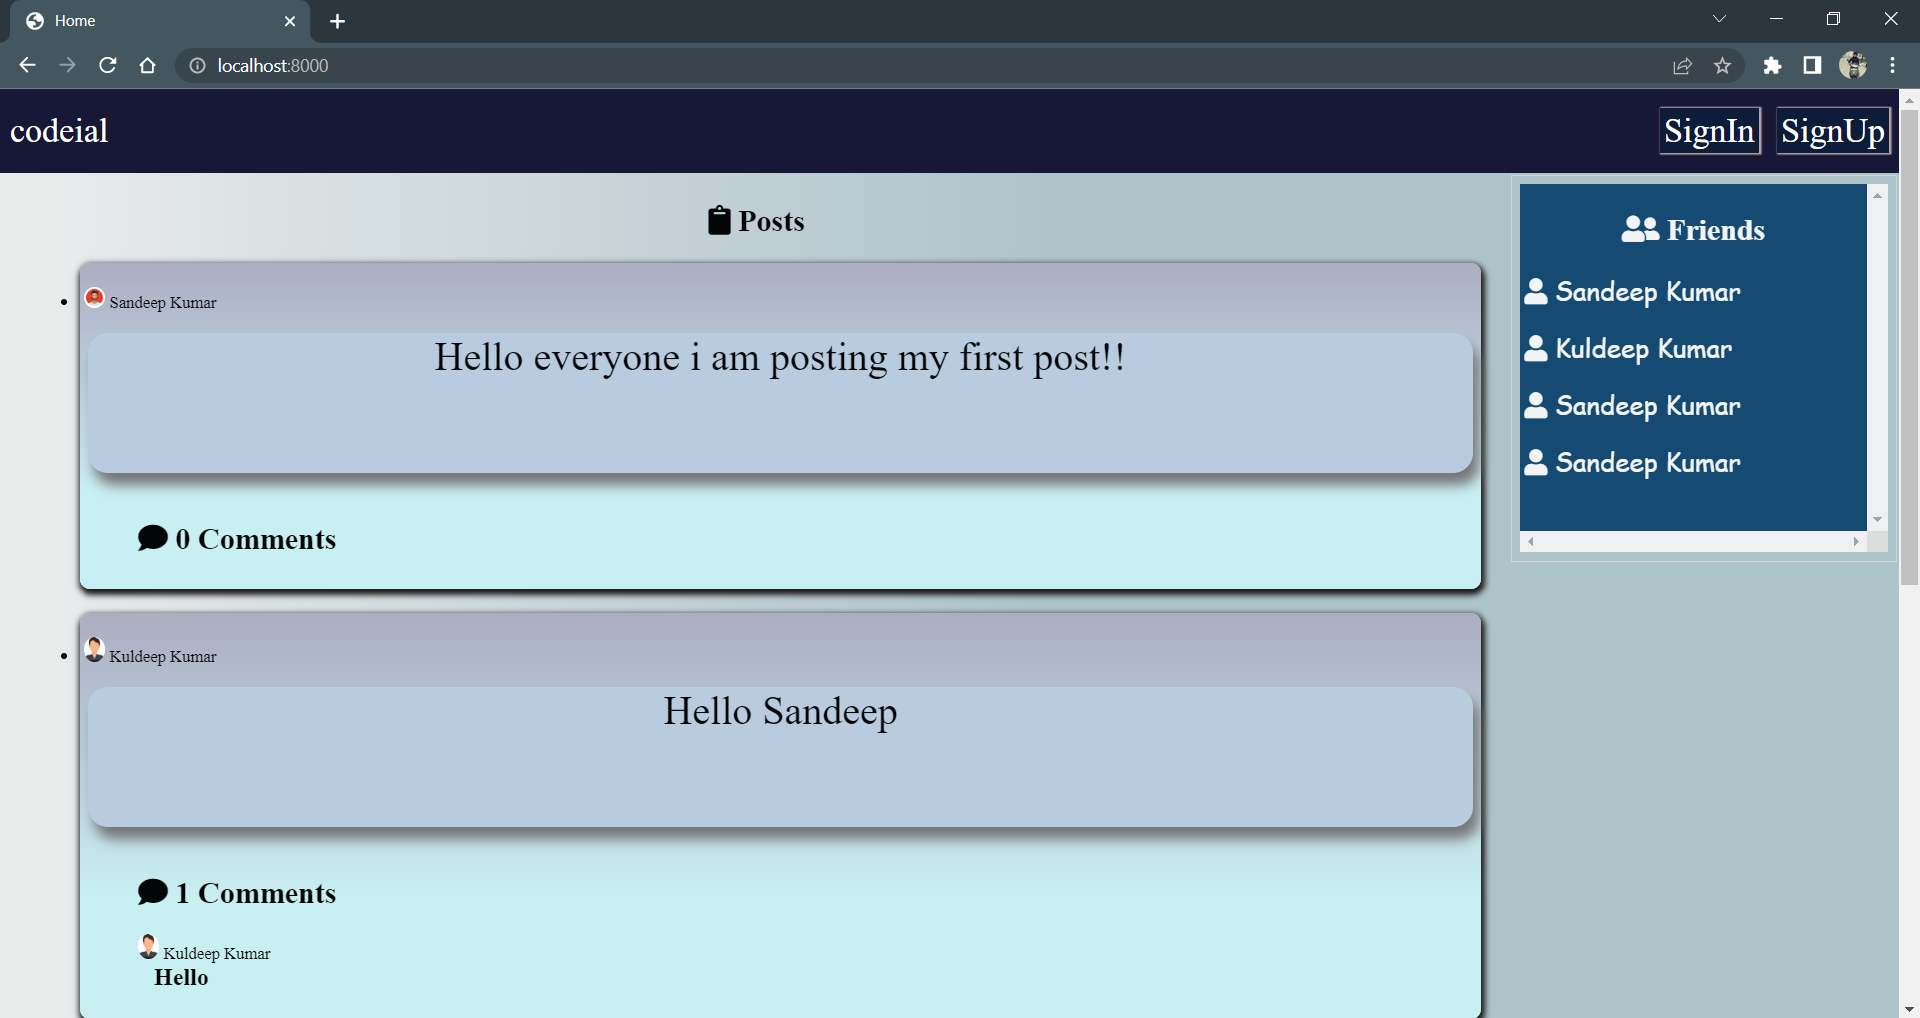 Home
localhost:8000
codeial
SignIn SignUp
Posts
Sandeep Kumar
Hello everyone i am posting my first post!!
0 Comments
Kuldeep Kumar
Hello Sandeep
1 Comments
Kuldeep Kumar
Hello
Friends
Sandeep Kumar
Kuldeep Kumar
Sandeep Kumar
Sandeep Kumar